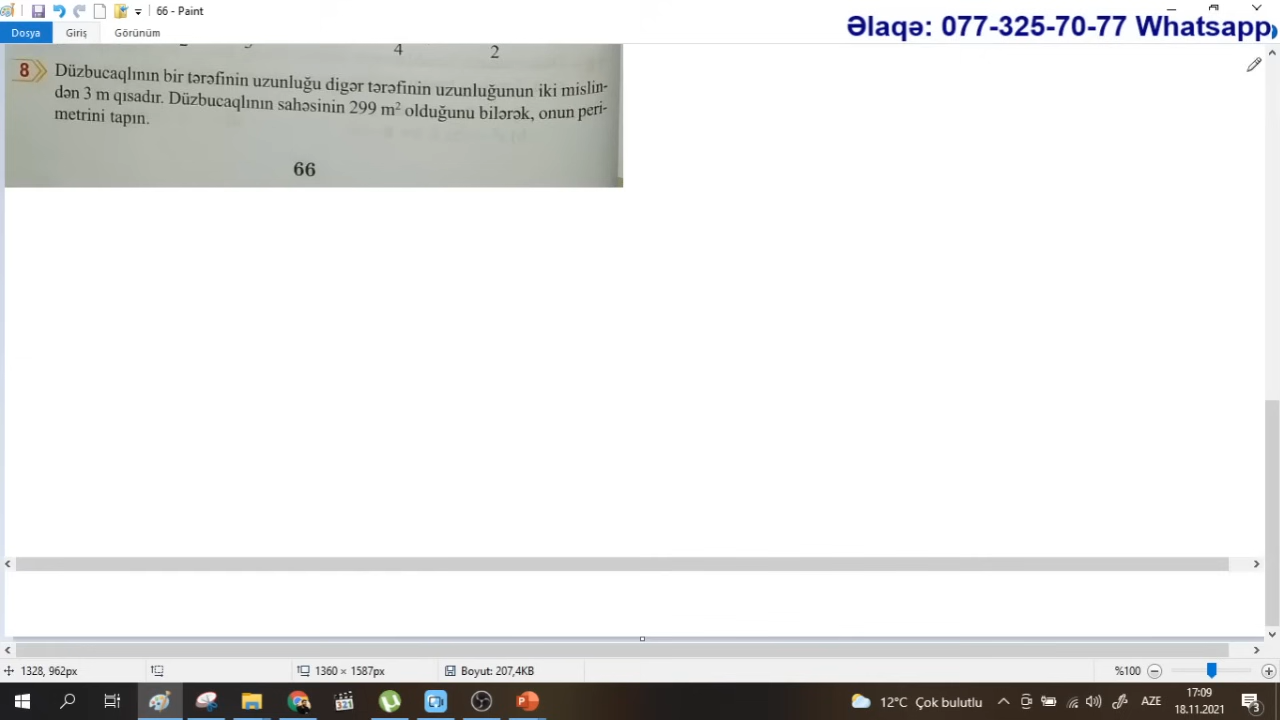 66 - Paint
Əlaqə: 077-325-70-77 Whatsapp
Dosya Giriş Görünüm
4 2
8 Düzbucaqlının bir tərəfinin uzunluğu digər tərəfinin uzunluğunun iki mislin-
dən 3 m qısadır. Düzbucaqlının sahəsinin 299 m² olduğunu bilərək, onun peri-
metrini tapın.
66
1328, 962px 1360 × 1587px Boyut: 207,4KB %100
12°C Çok bulutlu AZE 17:09
18.11.2021 3